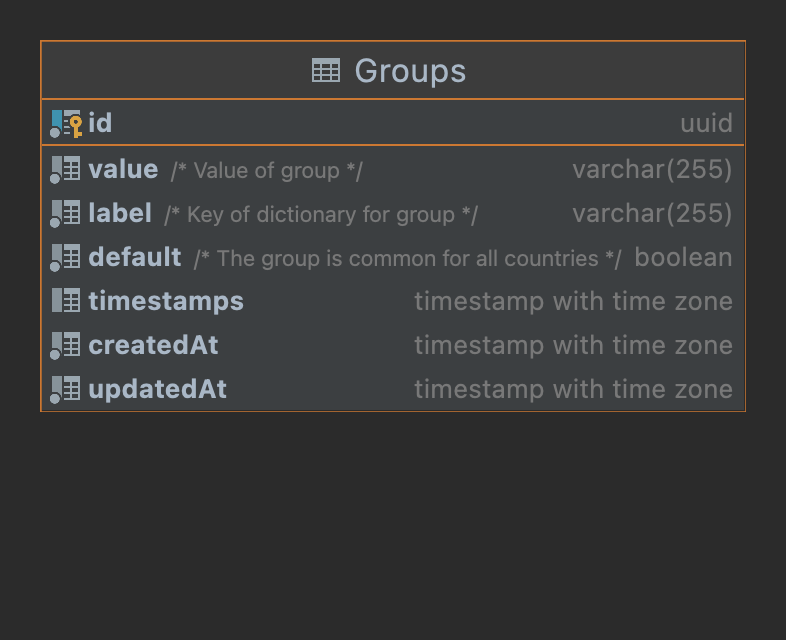 Groups
id uuid
value /* Value of group */ varchar(255)
label /* Key of dictionary for group */ varchar(255)
default /* The group is common for all countries */ boolean
timestamps timestamp with time zone
createdAt timestamp with time zone
updatedAt timestamp with time zone